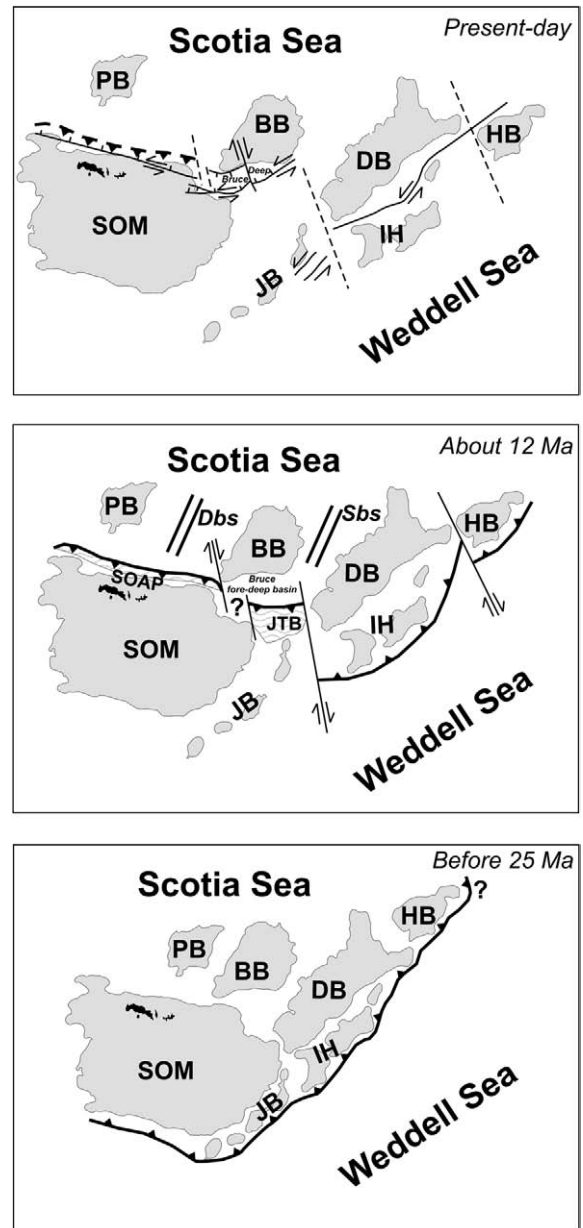 Scotia Sea
Present-day
PB
BB
HB
DB
Bruce
Deep
SOM
IH
JB
Weddell Sea
About 12 Ma
Scotia Sea
PB
Dbs
Sbs
HB
BB
SOAP
Bruce
fore-deep basin
DB
?
JTB
IH
SOM
JB
Weddell Sea
Before 25 Ma
Scotia Sea
?
HB
PB
BB
DB
IH
SOM
JB
Weddell Sea